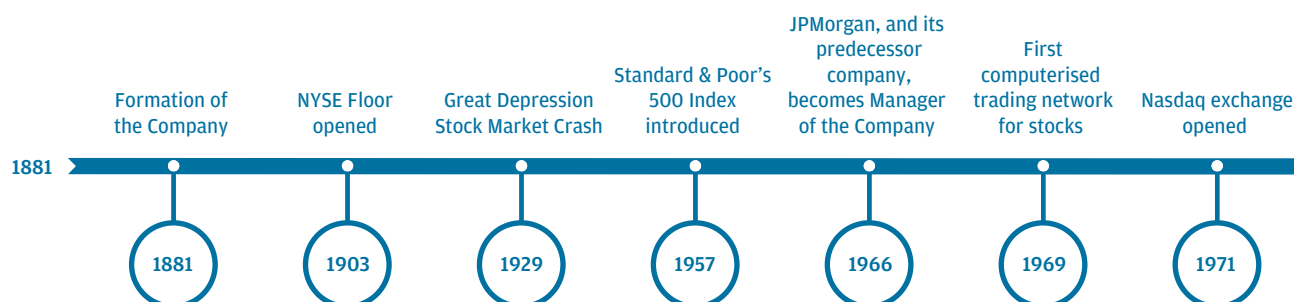 Formation of
the Company
NYSE Floor
opened
Great Depression
Stock Market Crash
Standard & Poor's
500 Index
introduced
JPMorgan, and its
predecessor
company,
becomes Manager
of the Company
First
computerised
trading network
for stocks
Nasdaq exchange
opened
1881
1881
1903
1929
1957
1966
1969
1971